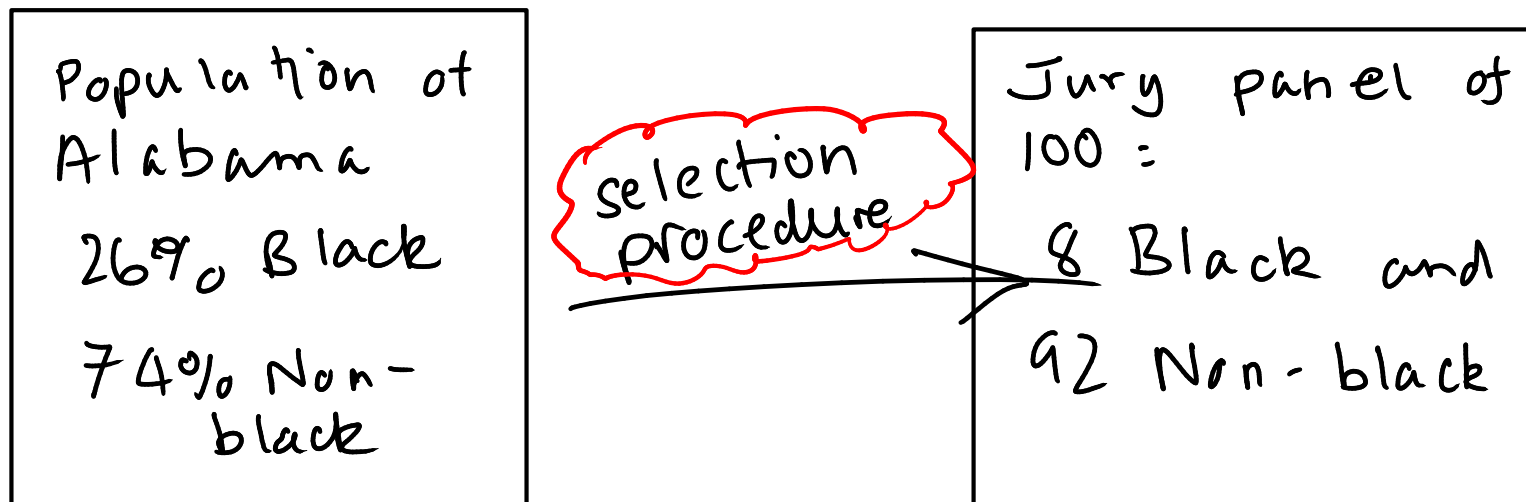 Population of
Alabama
26% Black
74% Non-
black
selection
procedure
Jury panel of
100 :
8 Black and
92 Non-black